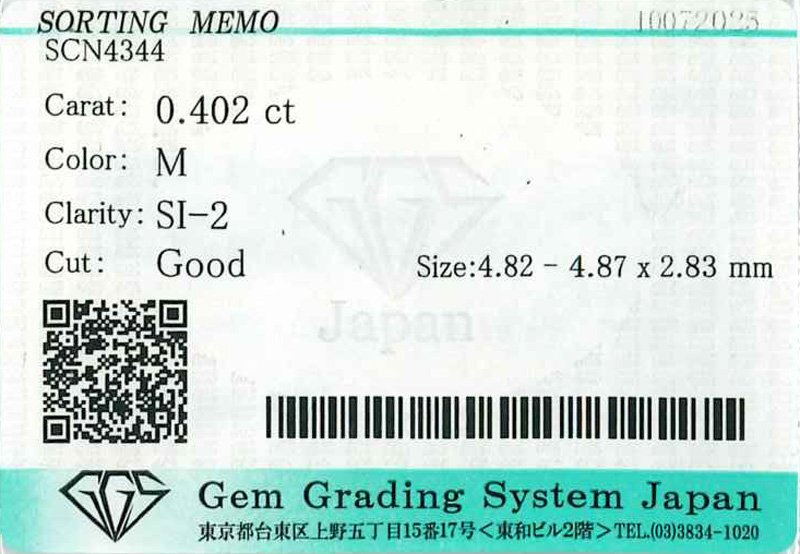 SORTING MEMO
10072025
SCN4344
Carat: 0.402 ct
Color: M
Clarity: SI-2
Cut: Good
Size:4.82 - 4.87 x 2.83 mm
Japan
GGS
Gem Grading System Japan
東京都台東区上野五丁目15番17号<東和ビル2階>TEL.(03)3834-1020